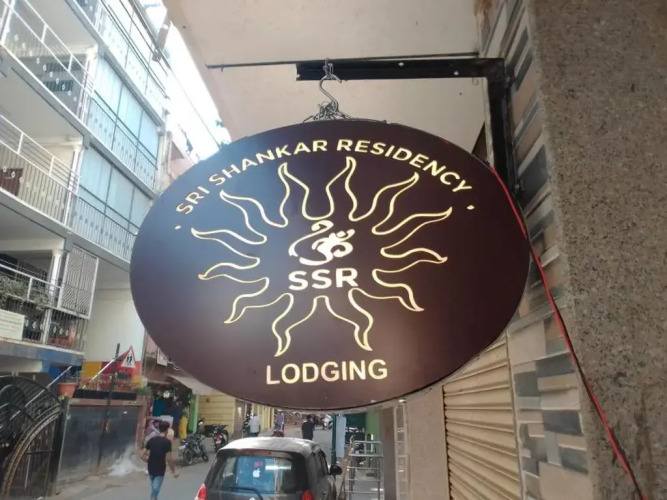 · SRI SHANKAR RESIDENCY ·
ॐ
SSR
LODGING